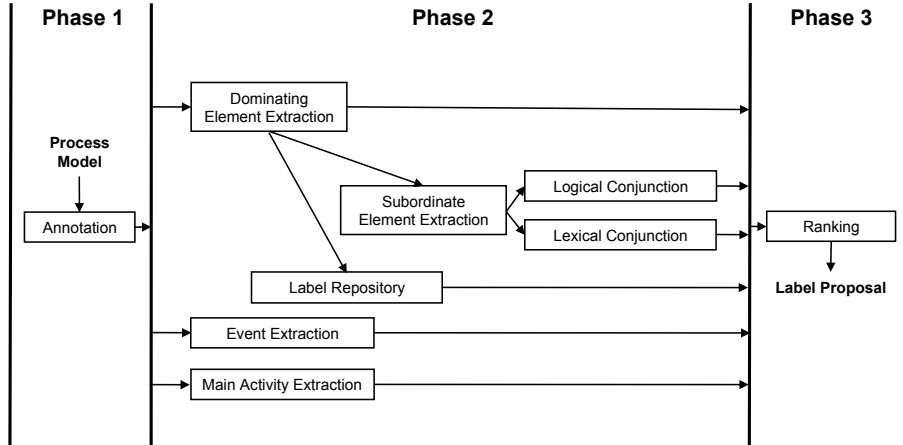 Phase 1
Phase 2
Phase 3
Process
Model
Annotation
Dominating
Element Extraction
Subordinate
Element Extraction
Logical Conjunction
Lexical Conjunction
Label Repository
Event Extraction
Main Activity Extraction
Ranking
Label Proposal